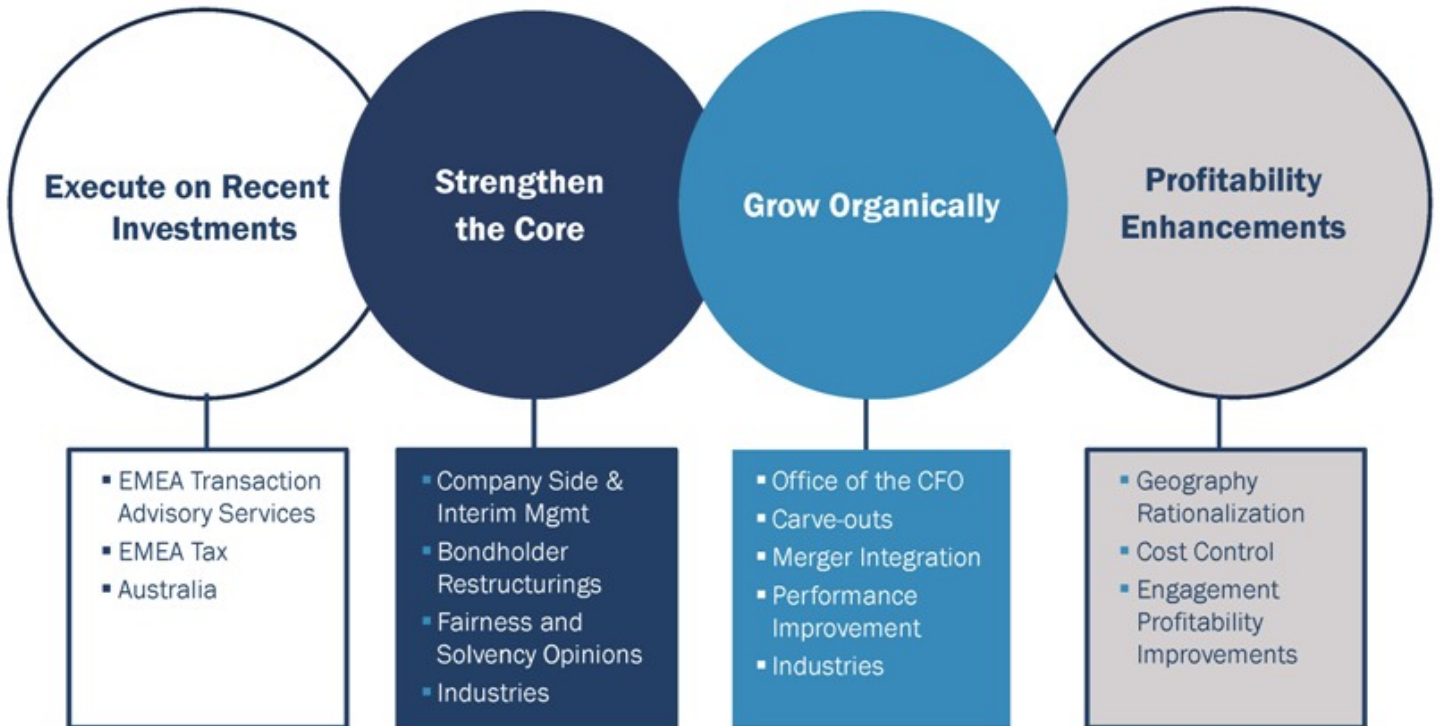 Execute on Recent
Investments
Strengthen
the Core
Grow Organically
Profitability
Enhancements
▪ EMEA Transaction
Advisory Services
▪ EMEA Tax
▪ Australia
▪ Company Side &
Interim Mgmt
▪ Bondholder
Restructurings
▪ Fairness and
Solvency Opinions
▪ Industries
▪ Office of the CFO
▪ Carve-outs
▪ Merger Integration
▪ Performance
Improvement
▪ Industries
▪ Geography
Rationalization
▪ Cost Control
▪ Engagement
Profitability
Improvements